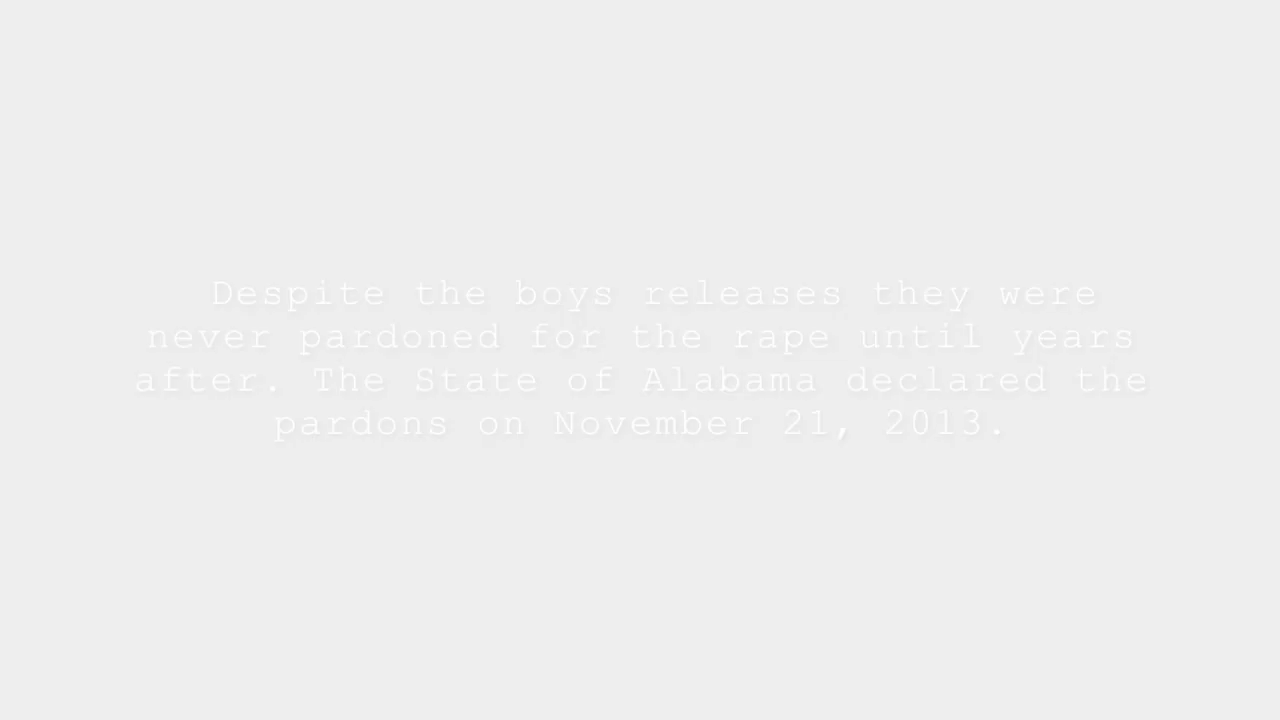 Despite the boys releases they were
never pardoned for the rape until years
after. The State of Alabama declared the
pardons on November 21, 2013.